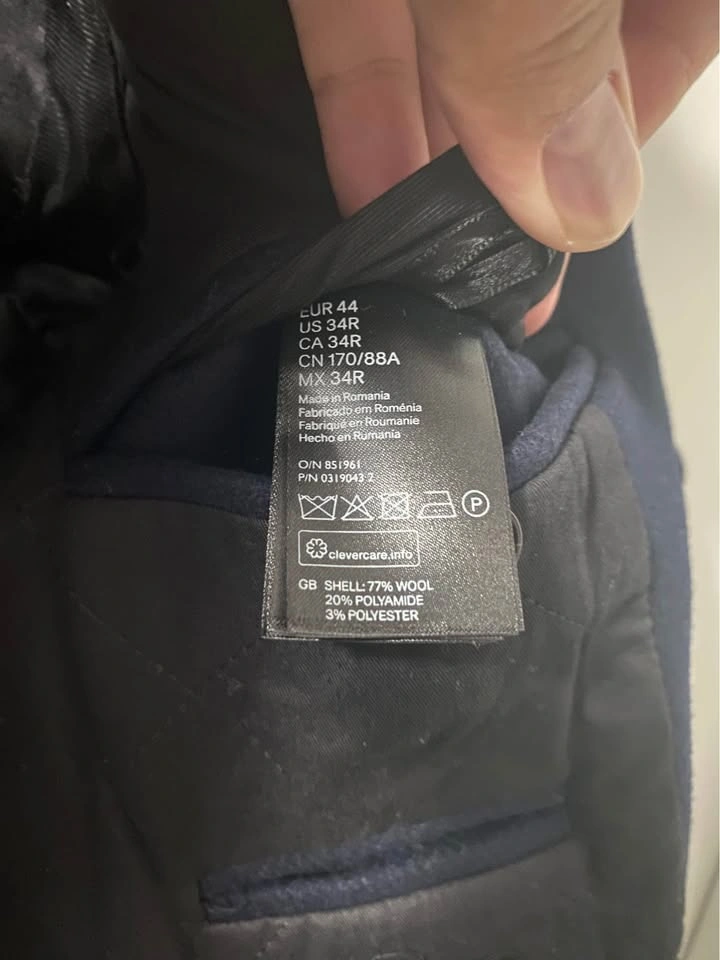 EUR 44
US 34R
CA 34R
CN 170/88A
MX 34R
Made in Romania
Fabricado em Roménia
Fabriqué en Roumanie
Hecho en Rumania
O/N 851961
P/N 0319043 2
P
clevercare.info
GB SHELL: 77% WOOL
20% POLYAMIDE
3% POLYESTER